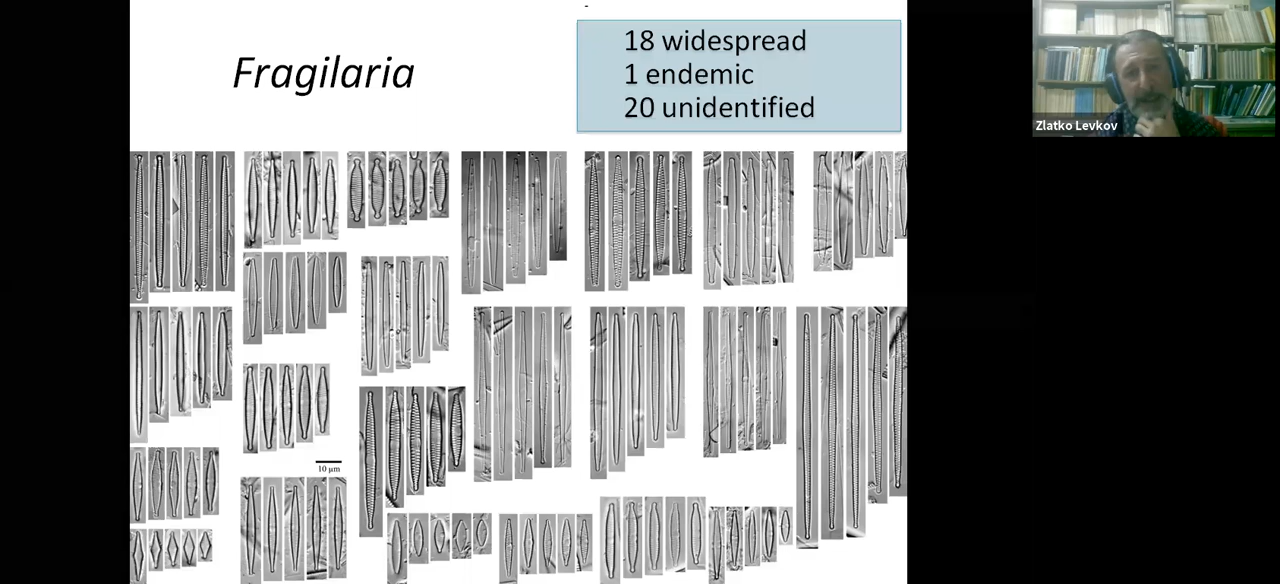 Fragilaria
18 widespread
1 endemic
20 unidentified
Zlatko Levkov
10 µm